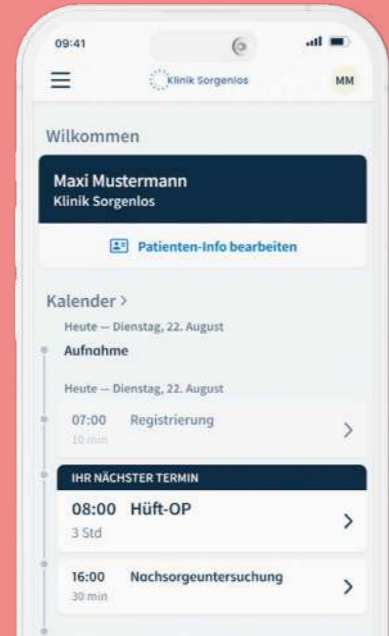 09:41
Klinik Sorgenlos
MM
Wilkommen
Maxi Mustermann
Klinik Sorgenlos
Patienten-Info bearbeiten
Kalender >
Heute — Dienstag, 22. August
Aufnahme
Heute — Dienstag, 22. August
07:00 Registrierung
10 min
IHR NÄCHSTER TERMIN
08:00 Hüft-OP
3 Std
16:00 Nachsorgeuntersuchung
30 min